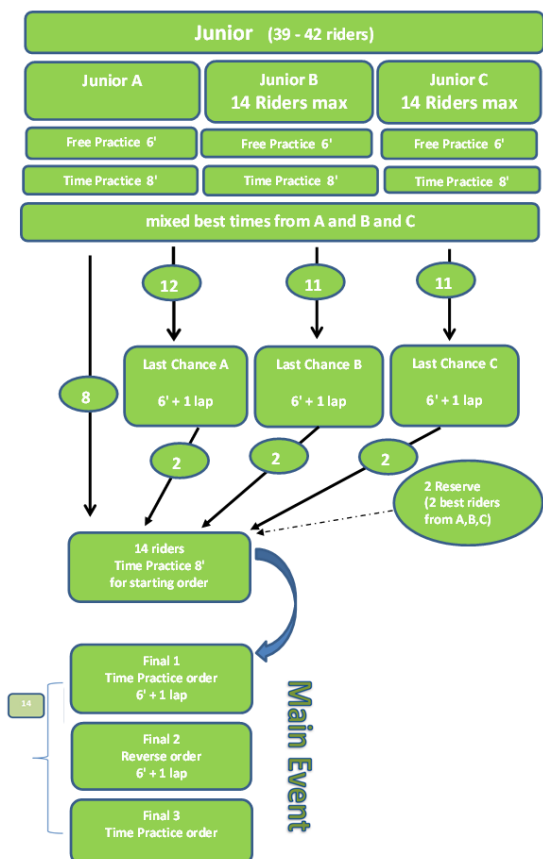 Junior (39 - 42 riders)
Junior A
Junior B
14 Riders max
Junior C
14 Riders max
Free Practice 6'
Free Practice 6'
Free Practice 6'
Time Practice 8'
Time Practice 8'
Time Practice 8'
mixed best times from A and B and C
12
11
11
8
Last Chance A
6' + 1 lap
Last Chance B
6' + 1 lap
Last Chance C
6' + 1 lap
2
2
2
2 Reserve
(2 best riders
from A,B,C)
14 riders
Time Practice 8'
for starting order
Main Event
Final 1
Time Practice order
6' + 1 lap
14
Final 2
Reverse order
6' + 1 lap
Final 3
Time Practice order